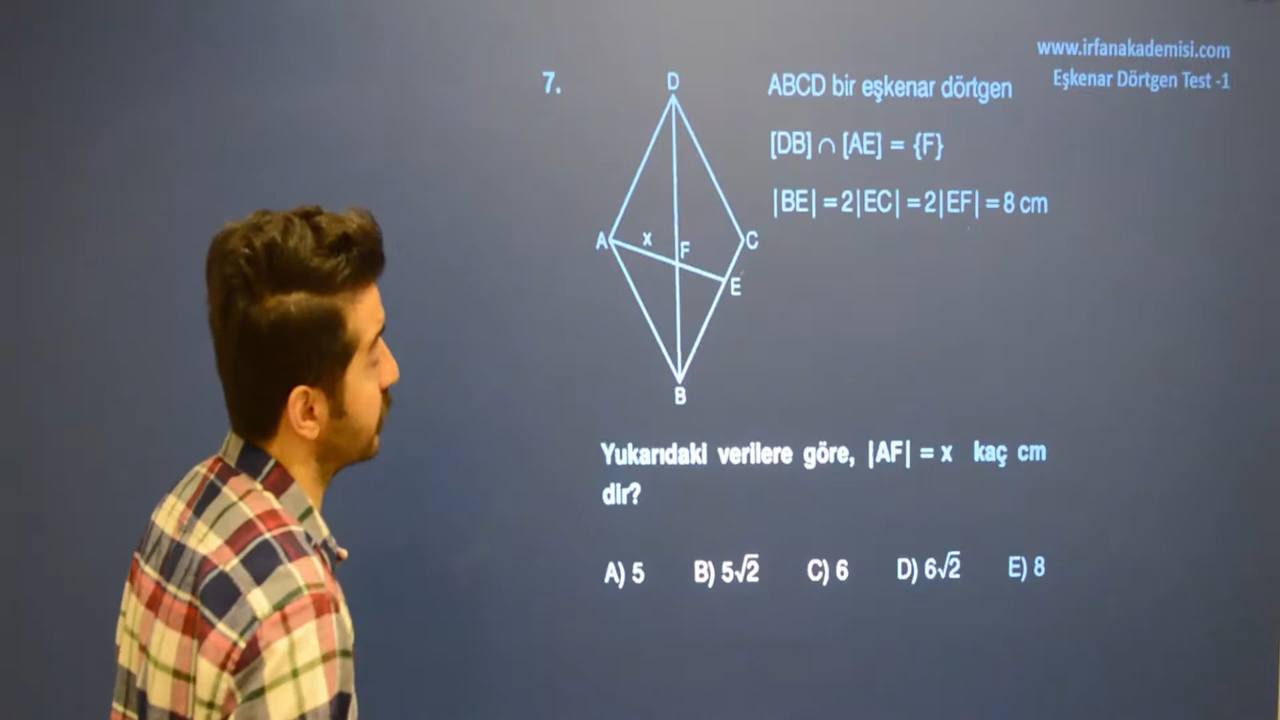 www.irfanakademisi.com
Eşkenar Dörtgen Test -1
7.
ABCD bir eşkenar dörtgen
[DB] ∩ [AE] = {F}
|BE| = 2|EC| = 2|EF| = 8 cm
D
A
x
F
C
E
B
Yukarıdaki verilere göre, |AF| = x kaç cm
dir?
A) 5 B) 5√2 C) 6 D) 6√2 E) 8